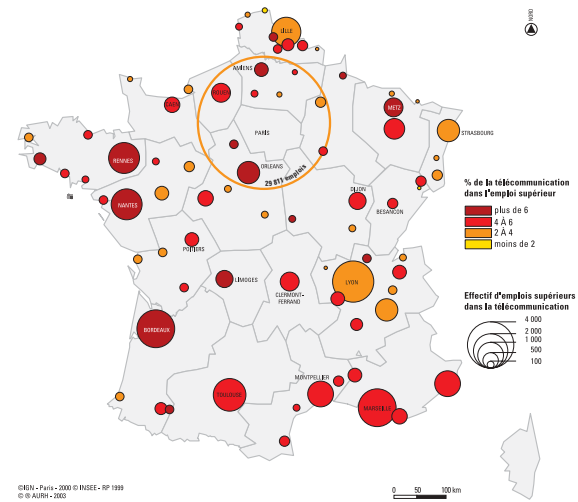 NORD
LILLE
AMIENS
ROUEN
CAEN
METZ
PARIS
STRASBOURG
RENNES
ORLEANS
29 811 emplois
NANTES
DIJON
BESANCON
POITIERS
LIMOGES
CLERMONT-
FERRAND
LYON
BORDEAUX
MONTPELLIER
TOULOUSE
MARSEILLE
% de la télécommunication
dans l'emploi supérieur
plus de 6
4 À 6
2 À 4
moins de 2
Effectif d'emplois supérieurs
dans la télécommunication
4 000
2 000
1 000
500
100
©IGN - Paris - 2000 © INSEE - RP 1999
© ® AURH - 2003
0 50 100 km